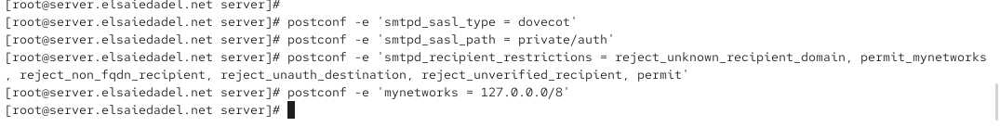 [root@server.elsaiedadel.net server]#
[root@server.elsaiedadel.net server]# postconf -e 'smtpd_sasl_type = dovecot'
[root@server.elsaiedadel.net server]# postconf -e 'smtpd_sasl_path = private/auth'
[root@server.elsaiedadel.net server]# postconf -e 'smtpd_recipient_restrictions = reject_unknown_recipient_domain, permit_mynetworks
, reject_non_fqdn_recipient, reject_unauth_destination, reject_unverified_recipient, permit'
[root@server.elsaiedadel.net server]# postconf -e 'mynetworks = 127.0.0.0/8'
[root@server.elsaiedadel.net server]#